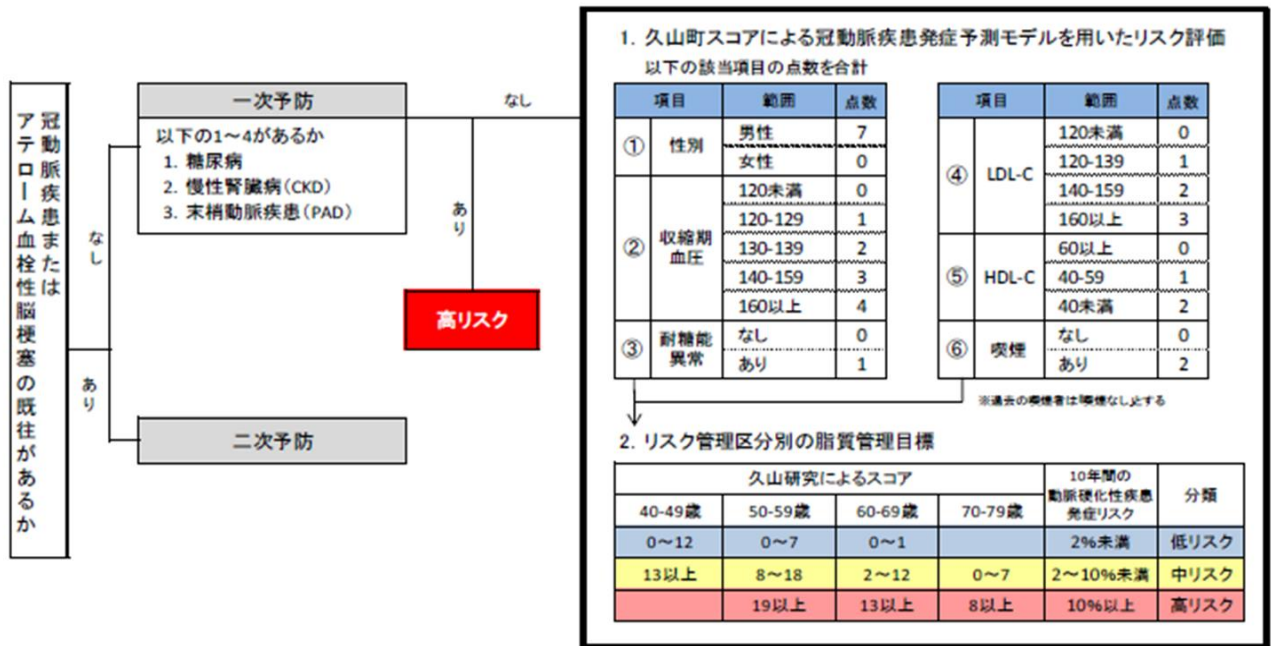 冠動脈疾患または
アテローム血栓性脳梗塞の既往があるか
なし
あり
一次予防
以下の1～4があるか
1. 糖尿病
2. 慢性腎臓病(CKD)
3. 末梢動脈疾患(PAD)
なし
あり
高リスク
二次予防
1. 久山町スコアによる冠動脈疾患発症予測モデルを用いたリスク評価
以下の該当項目の点数を合計
項目 範囲 点数
① 性別 男性 7
女性 0
② 収縮期血圧 120未満 0
120-129 1
130-139 2
140-159 3
160以上 4
③ 耐糖能異常 なし 0
あり 1
項目 範囲 点数
④ LDL-C 120未満 0
120-139 1
140-159 2
160以上 3
⑤ HDL-C 60以上 0
40-59 1
40未満 2
⑥ 喫煙 なし 0
あり 2
※過去の喫煙者は「喫煙なし」とする
2. リスク管理区分別の脂質管理目標
久山研究によるスコア 10年間の動脈硬化性疾患発症リスク 分類
40-49歳 50-59歳 60-69歳 70-79歳
0～12 0～7 0～1 2%未満 低リスク
13以上 8～18 2～12 0～7 2～10%未満 中リスク
19以上 13以上 8以上 10%以上 高リスク